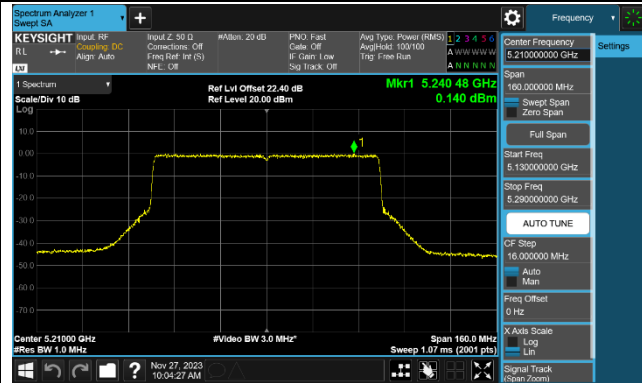 Spectrum Analyzer 1
Swept SA
+
Frequency
KEYSIGHT
RL
LXI
Input: RF
Coupling: DC
Align: Auto
Input Z: 50 Ω
Corrections: Off
Freq Ref: Int (S)
NFE: Off
#Atten: 20 dB
PNO: Fast
Gate: Off
IF Gain: Low
Sig Track: Off
Avg Type: Power (RMS)
Avg|Hold: 100/100
Trig: Free Run
1 2 3 4 5 6
A W W W W W
A N N N N N
1 Spectrum
Scale/Div 10 dB
Log
Ref Lvl Offset 22.40 dB
Ref Level 20.00 dBm
Mkr1 5.240 48 GHz
0.140 dBm
1
10.0
0.00
-10.0
-20.0
-30.0
-40.0
-50.0
-60.0
-70.0
Center 5.21000 GHz
#Res BW 1.0 MHz
#Video BW 3.0 MHz*
Span 160.0 MHz
Sweep 1.07 ms (2001 pts)
Nov 27, 2023
10:04:27 AM
?
Center Frequency
5.210000000 GHz
Span
160.000000 MHz
Swept Span
Zero Span
Full Span
Start Freq
5.130000000 GHz
Stop Freq
5.290000000 GHz
AUTO TUNE
CF Step
16.000000 MHz
Auto
Man
Freq Offset
0 Hz
X Axis Scale
Log
Lin
Signal Track
(Span Zoom)
Settings